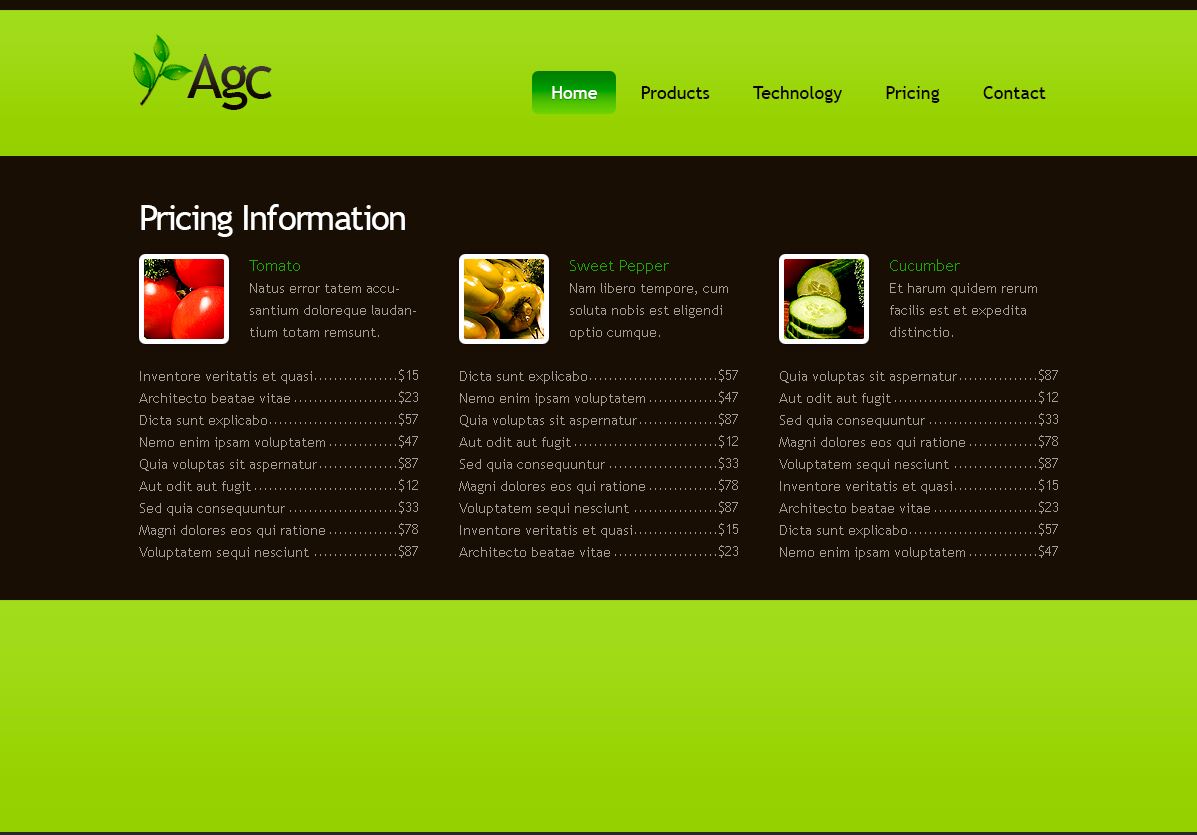 Agc
Home Products Technology Pricing Contact
Pricing Information
Tomato
Natus error tatem accu-
santium doloreque laudan-
tium totam remsunt.
Inventore veritatis et quasi.................$15
Architecto beatae vitae.....................$23
Dicta sunt explicabo..........................$57
Nemo enim ipsam voluptatem..............$47
Quia voluptas sit aspernatur................$87
Aut odit aut fugit.............................$12
Sed quia consequuntur......................$33
Magni dolores eos qui ratione..............$78
Voluptatem sequi nesciunt.................$87
Sweet Pepper
Nam libero tempore, cum
soluta nobis est eligendi
optio cumque.
Dicta sunt explicabo..........................$57
Nemo enim ipsam voluptatem..............$47
Quia voluptas sit aspernatur................$87
Aut odit aut fugit.............................$12
Sed quia consequuntur......................$33
Magni dolores eos qui ratione..............$78
Voluptatem sequi nesciunt.................$87
Inventore veritatis et quasi.................$15
Architecto beatae vitae.....................$23
Cucumber
Et harum quidem rerum
facilis est et expedita
distinctio.
Quia voluptas sit aspernatur................$87
Aut odit aut fugit.............................$12
Sed quia consequuntur......................$33
Magni dolores eos qui ratione..............$78
Voluptatem sequi nesciunt.................$87
Inventore veritatis et quasi.................$15
Architecto beatae vitae.....................$23
Dicta sunt explicabo..........................$57
Nemo enim ipsam voluptatem..............$47